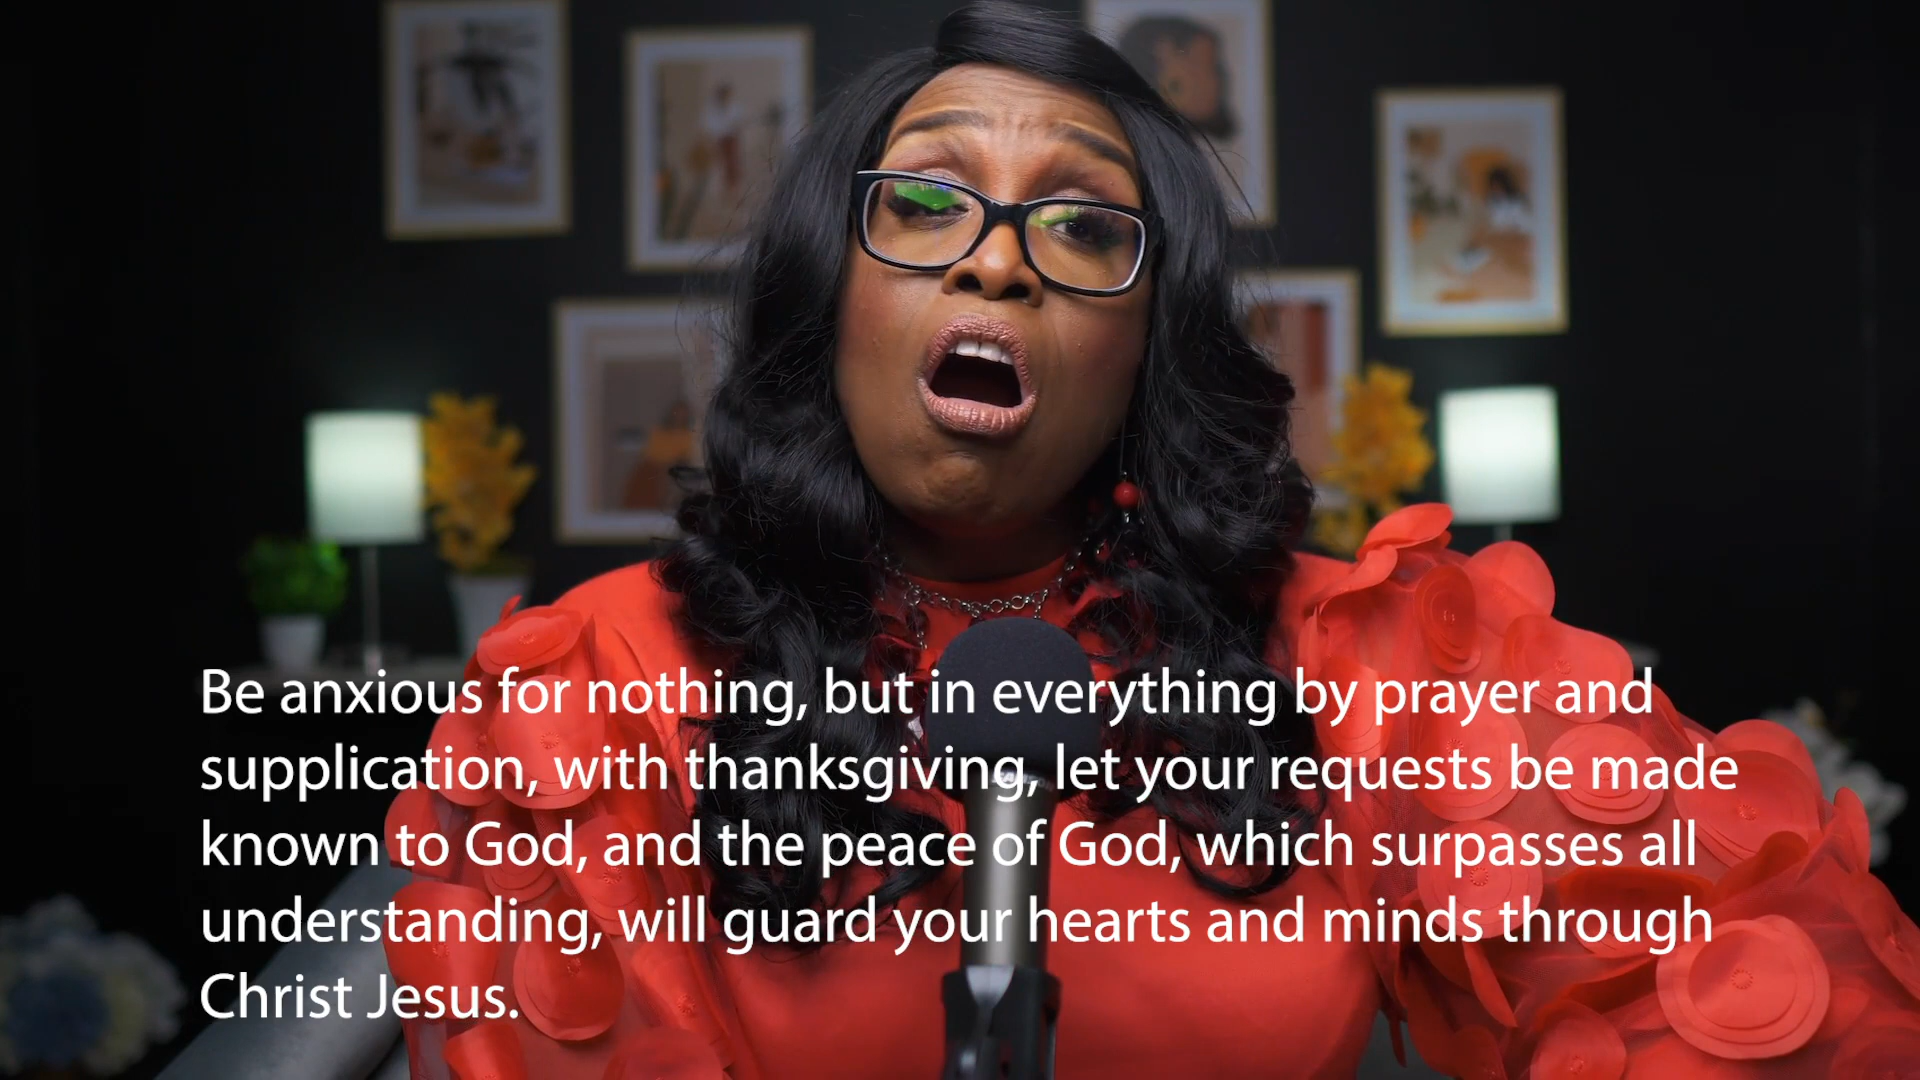 Be anxious for nothing, but in everything by prayer and
supplication, with thanksgiving, let your requests be made
known to God, and the peace of God, which surpasses all
understanding, will guard your hearts and minds through
Christ Jesus.